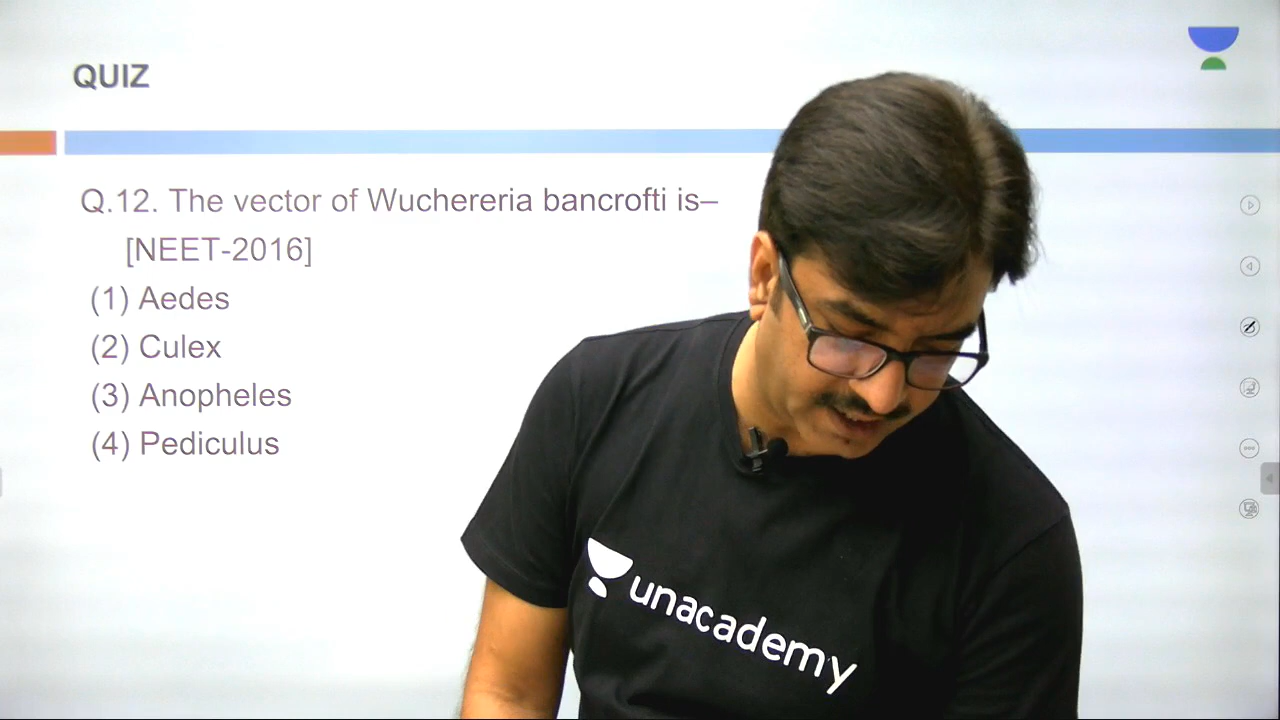 QUIZ
Q.12. The vector of Wuchereria bancrofti is–
[NEET-2016]
(1) Aedes
(2) Culex
(3) Anopheles
(4) Pediculus
unacademy